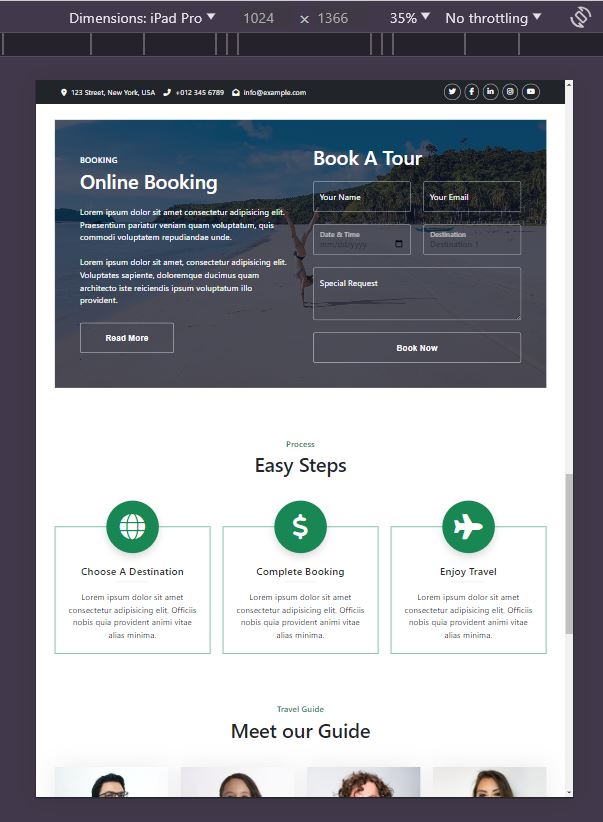 Dimensions: iPad Pro 1024 × 1366 35% No throttling
123 Street, New York, USA +012 345 6789 info@example.com
BOOKING
Online Booking
Lorem ipsum dolor sit amet consectetur adipisicing elit.
Praesentium pariatur veniam quam voluptatum, quis
commodi voluptatem repudiandae unde.
Lorem ipsum dolor sit amet, consectetur adipisicing elit.
Voluptates sapiente, doloremque ducimus quam
architecto iste reiciendis ipsum voluptatum illo
provident.
Read More
Book A Tour
Your Name Your Email
Date & Time Destination
mm/dd/yyyy Destination 1
Special Request
Book Now
Process
Easy Steps
Choose A Destination
Lorem ipsum dolor sit amet
consectetur adipisicing elit. Officiis
nobis quia provident animi vitae
alias minima.
Complete Booking
Lorem ipsum dolor sit amet
consectetur adipisicing elit. Officiis
nobis quia provident animi vitae
alias minima.
Enjoy Travel
Lorem ipsum dolor sit amet
consectetur adipisicing elit. Officiis
nobis quia provident animi vitae
alias minima.
Travel Guide
Meet our Guide